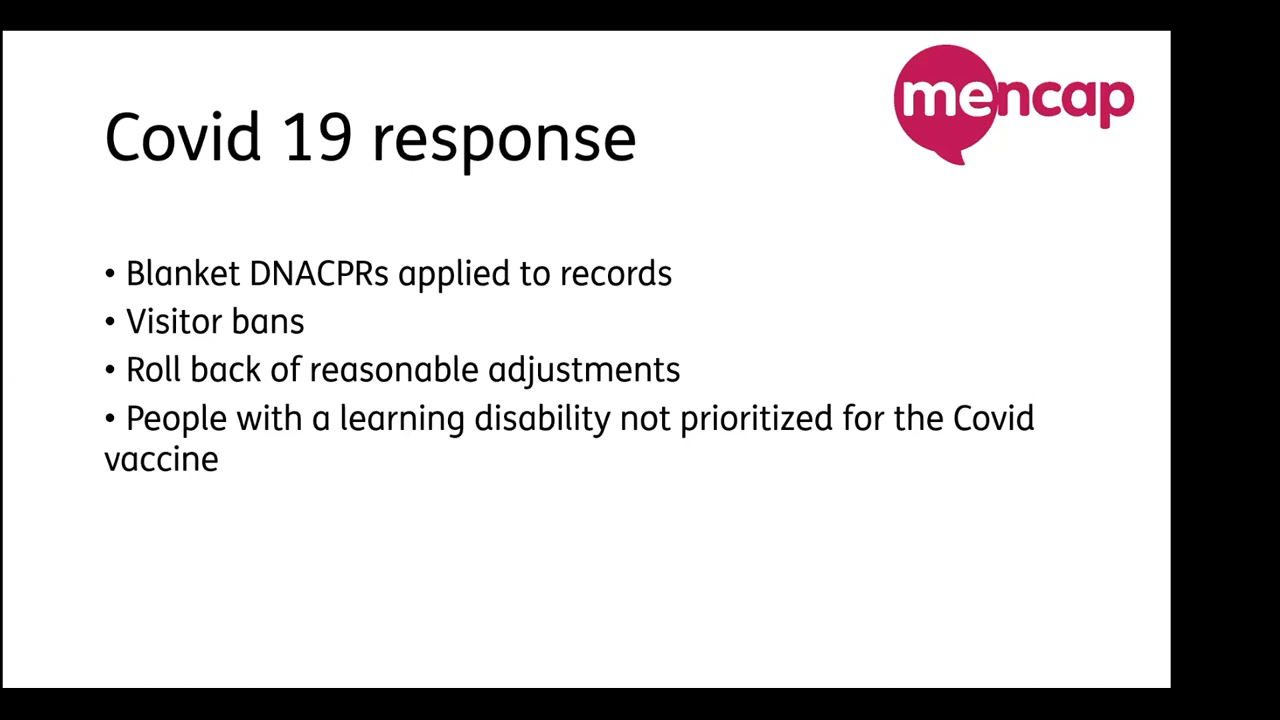 mencap
Covid 19 response
• Blanket DNACPRs applied to records
• Visitor bans
• Roll back of reasonable adjustments
• People with a learning disability not prioritized for the Covid
vaccine